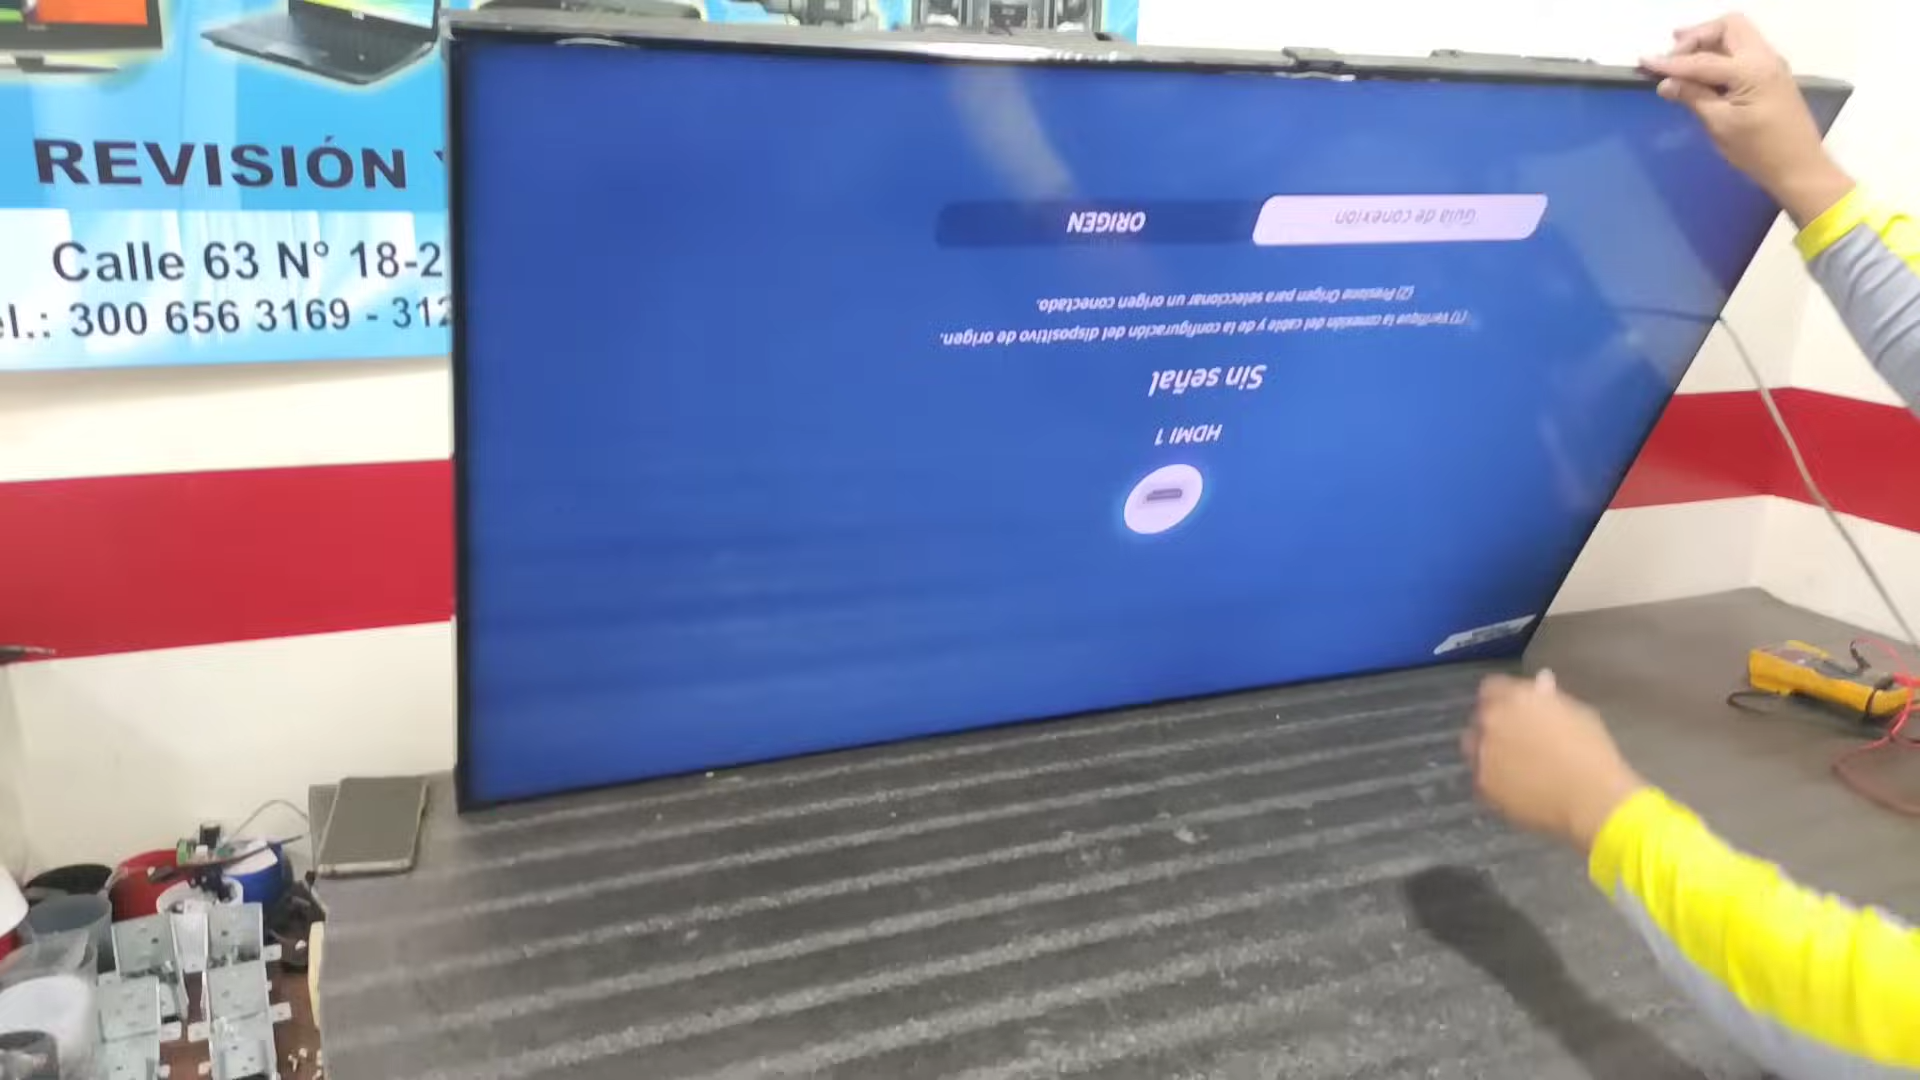 REVISIÓN
Calle 63 N° 18-2
el.: 300 656 3169 - 312
HDMI 1
Sin señal
(1) Verifique la conexión del cable y de la configuración del dispositivo de origen.
(2) Presione Origen para seleccionar un origen conectado.
Guía de conexión
ORIGEN